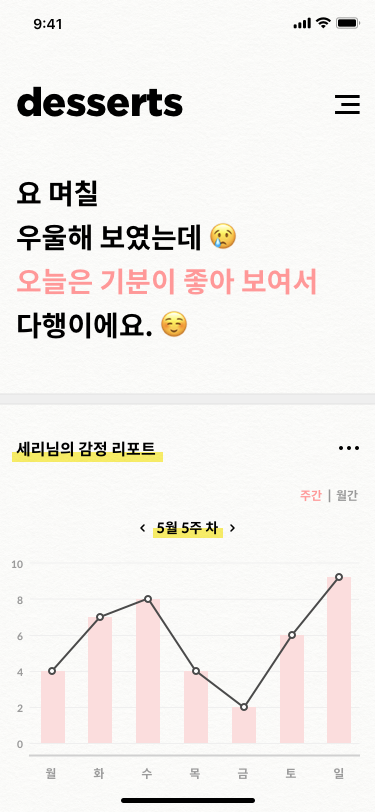 9:41
desserts
요 며칠
우울해 보였는데 😢
오늘은 기분이 좋아 보여서
다행이에요. ☺️
세리님의 감정 리포트
주간 | 월간
5월 5주 차
10
8
6
4
2
0
월 화 수 목 금 토 일